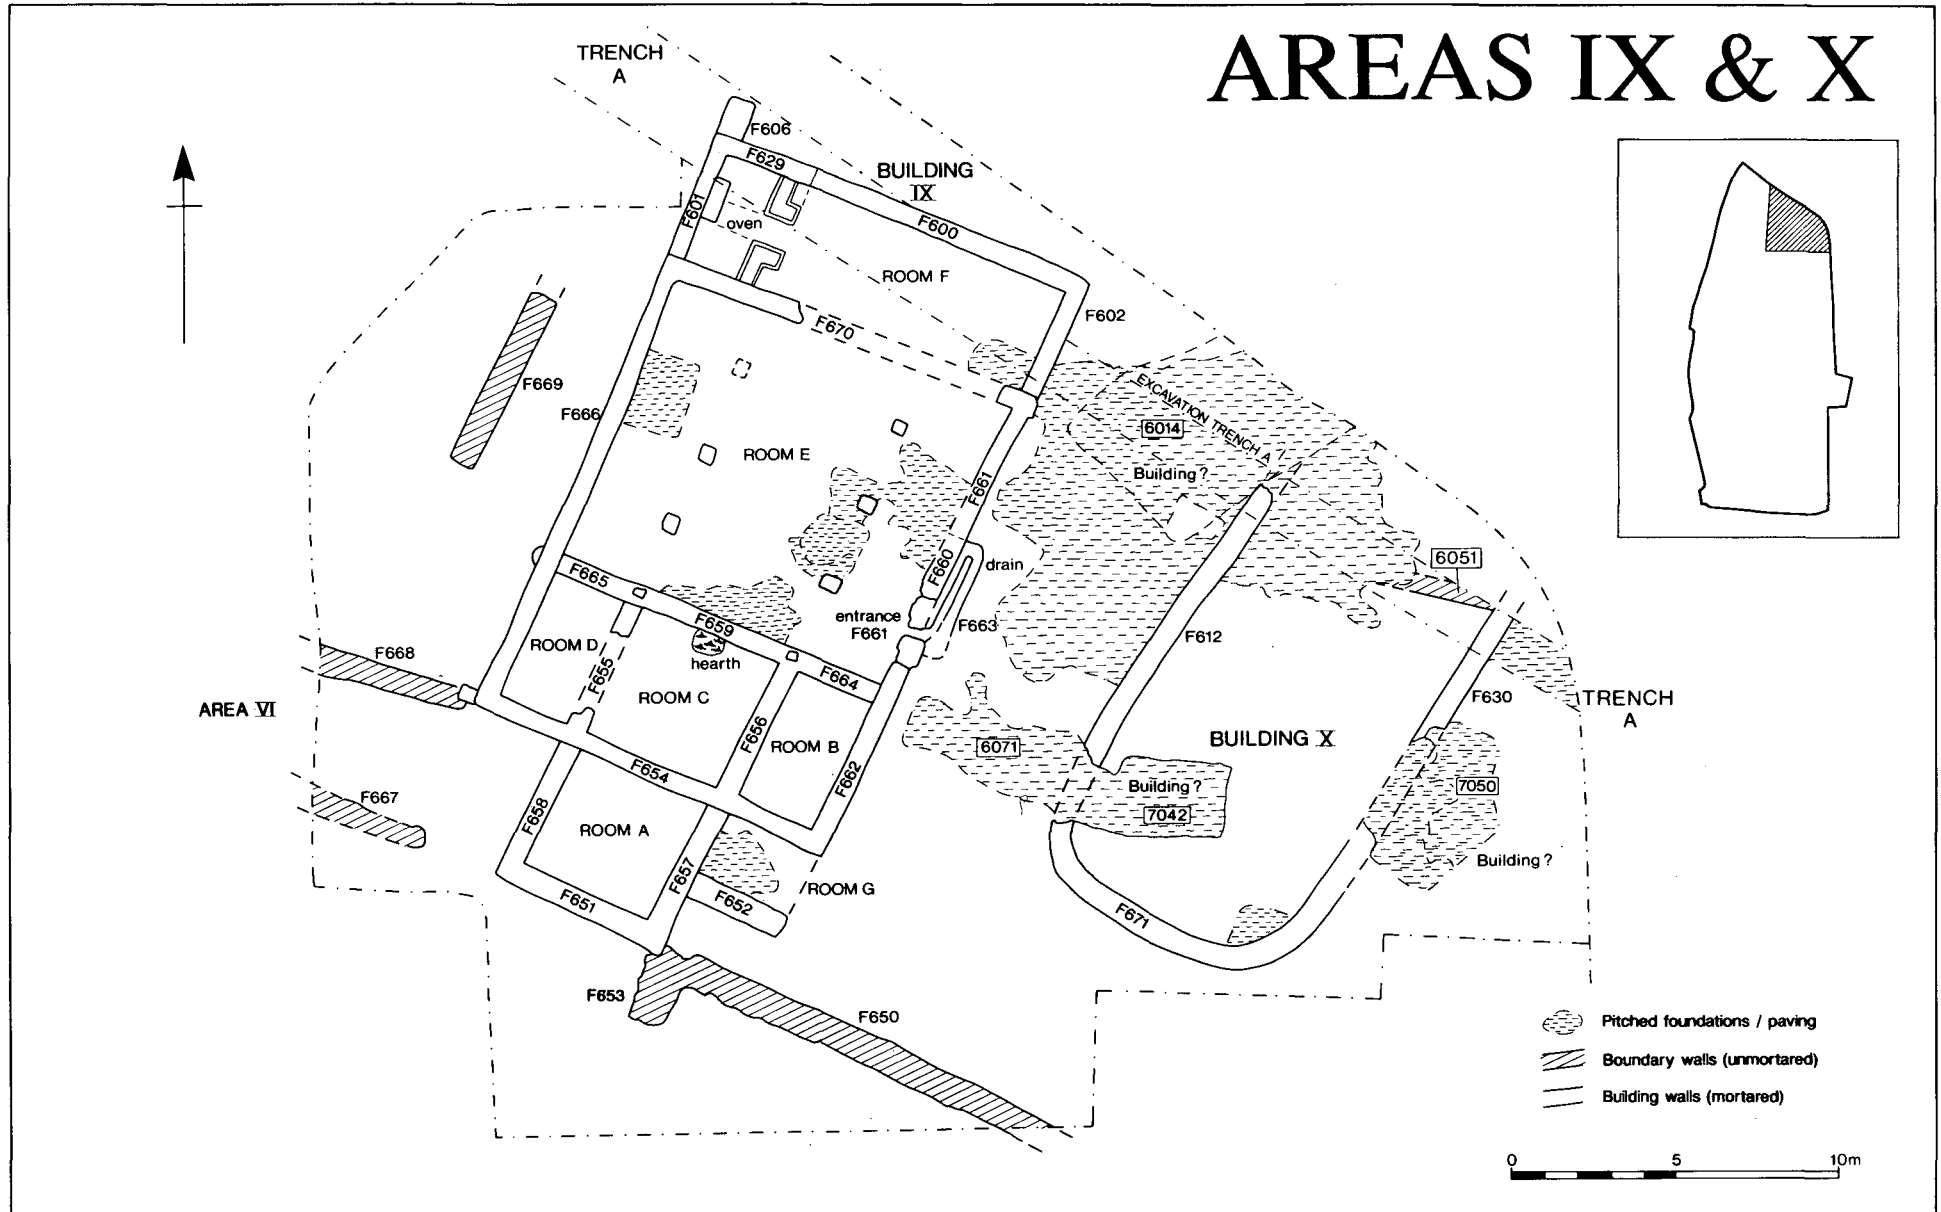 AREAS IX & X
TRENCH
A
F606
F629
BUILDING
IX
F601
oven
F600
ROOM F
F602
F670
F669
F666
EXCAVATION TRENCH A
6014
Building?
ROOM E
F661
6051
F665
F660
drain
entrance
F661
F663
F659
F612
ROOM D
hearth
F668
F655
F664
ROOM C
F630
TRENCH
A
AREA VI
F656
ROOM B
6071
BUILDING X
F654
F662
Building?
7042
7050
F667
F658
ROOM A
Building?
F657
ROOM G
F651
F652
F671
F653
F650
Pitched foundations / paving
Boundary walls (unmortared)
Building walls (mortared)
0 5 10m